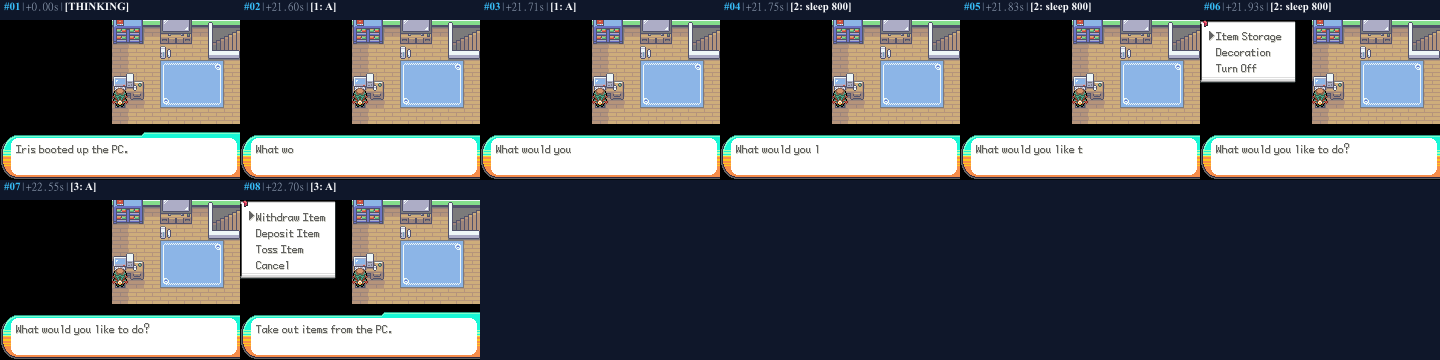 #01 | +0.00s | [THINKING]
#02 | +21.60s | [1: A]
#03 | +21.71s | [1: A]
#04 | +21.75s | [2: sleep 800]
#05 | +21.83s | [2: sleep 800]
#06 | +21.93s | [2: sleep 800]
Item Storage
Decoration
Turn Off
Iris booted up the PC.
What wo
What would you
What would you l
What would you like t
What would you like to do?
#07 | +22.55s | [3: A]
#08 | +22.70s | [3: A]
Withdraw Item
Deposit Item
Toss Item
Cancel
What would you like to do?
Take out items from the PC.